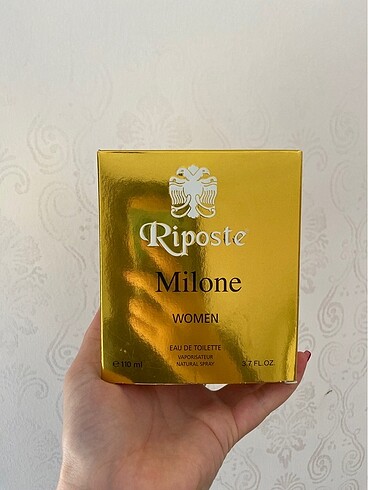 Riposte
Milone
WOMEN
EAU DE TOILETTE
VAPORISATEUR
NATURAL SPRAY
℮ 110 ml 3.7 FL.OZ.